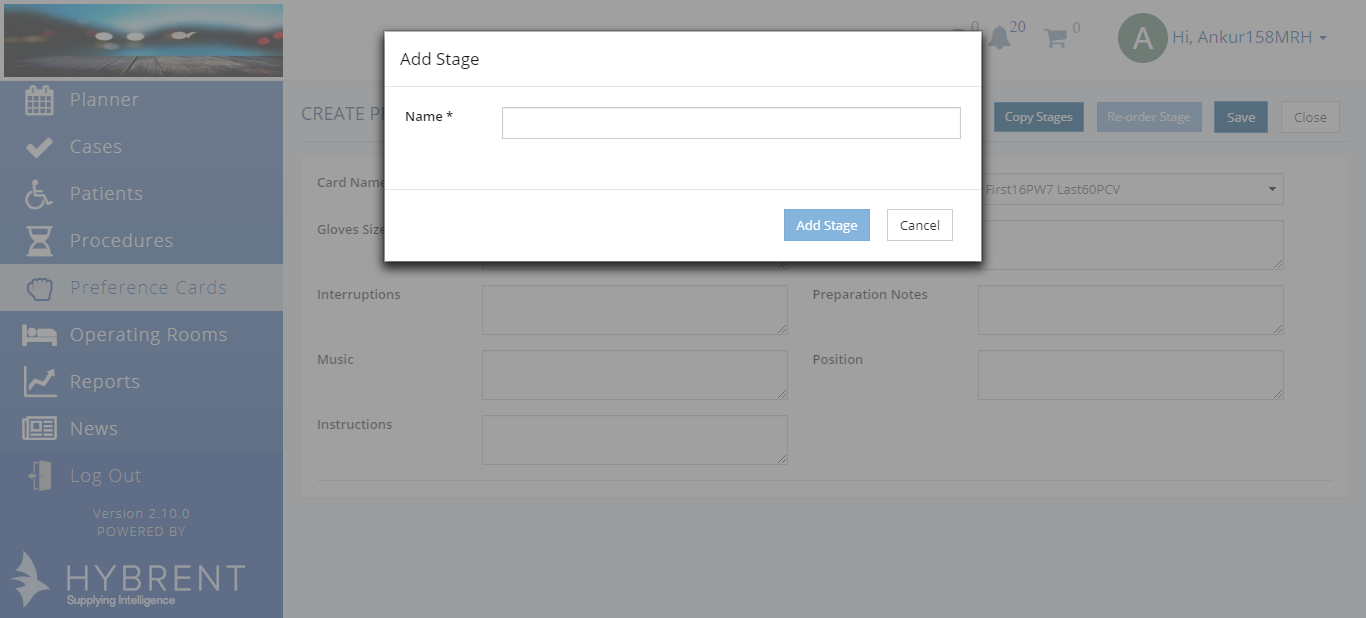 0
20
0
A
Hi, Ankur158MRH
Planner
Cases
Patients
Procedures
Preference Cards
Operating Rooms
Reports
News
Log Out
Version 2.10.0
POWERED BY
HYBRENT
Supplying Intelligence
Add Stage
Name *
Add Stage
Cancel
CREATE
Copy Stages
Re-order Stage
Save
Close
Card Name
First16PW7 Last60PCV
Gloves Size
Interruptions
Preparation Notes
Music
Position
Instructions